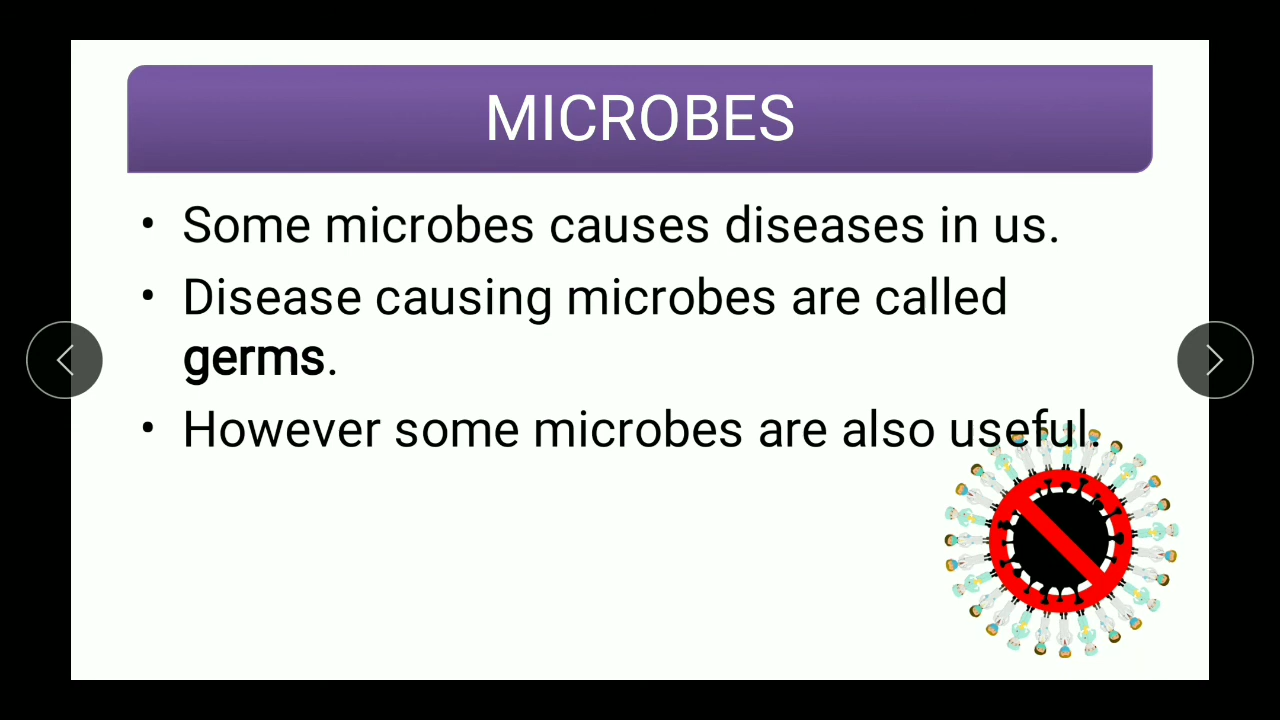 MICROBES
• Some microbes causes diseases in us.
• Disease causing microbes are called
germs.
• However some microbes are also useful.